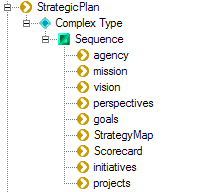 StrategicPlan
Complex Type
Sequence
agency
mission
vision
perspectives
goals
StrategyMap
Scorecard
initiatives
projects